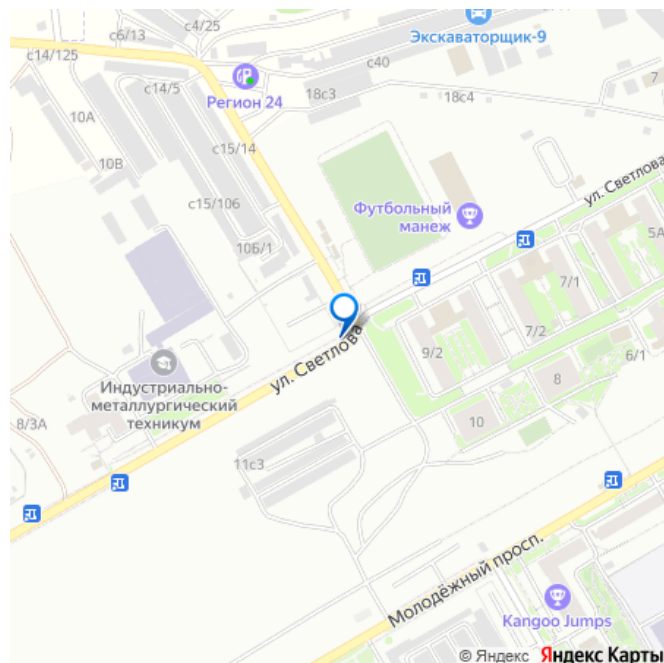 с6/13
с4/25
Экскаваторщик-9
с14/125
с40
7
с14/5
Регион 24
18с3
18с4
10А
с15/14
10В
ул. Светлова
с15/106
Футбольный
манеж
10Б/1
5А
7/1
7/2
ул. Светлова
9/2
6/1
8
Индустриально-
металлургический
техникум
8/3А
10
11с3
Молодёжный просп.
Kangoo Jumps
© Яндекс Яндекс Карты